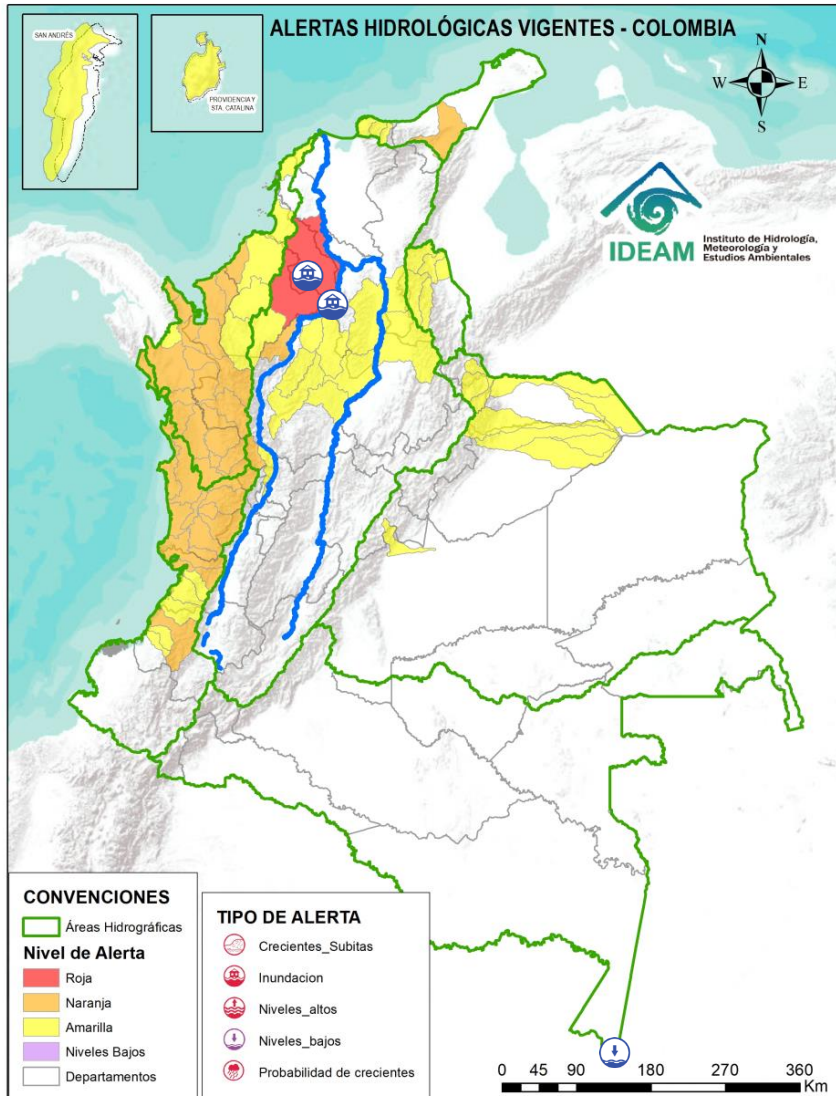 ALERTAS HIDROLÓGICAS VIGENTES - COLOMBIA
SAN ANDRÉS
PROVIDENCIA Y
STA. CATALINA
N
W
E
S
IDEAM
Instituto de Hidrología,
Meteorología y
Estudios Ambientales
CONVENCIONES
Áreas Hidrográficas
Nivel de Alerta
Roja
Naranja
Amarilla
Niveles Bajos
Departamentos
TIPO DE ALERTA
Crecientes_Subitas
Inundacion
Niveles_altos
Niveles_bajos
Probabilidad de crecientes
0 45 90 180 270 360
Km